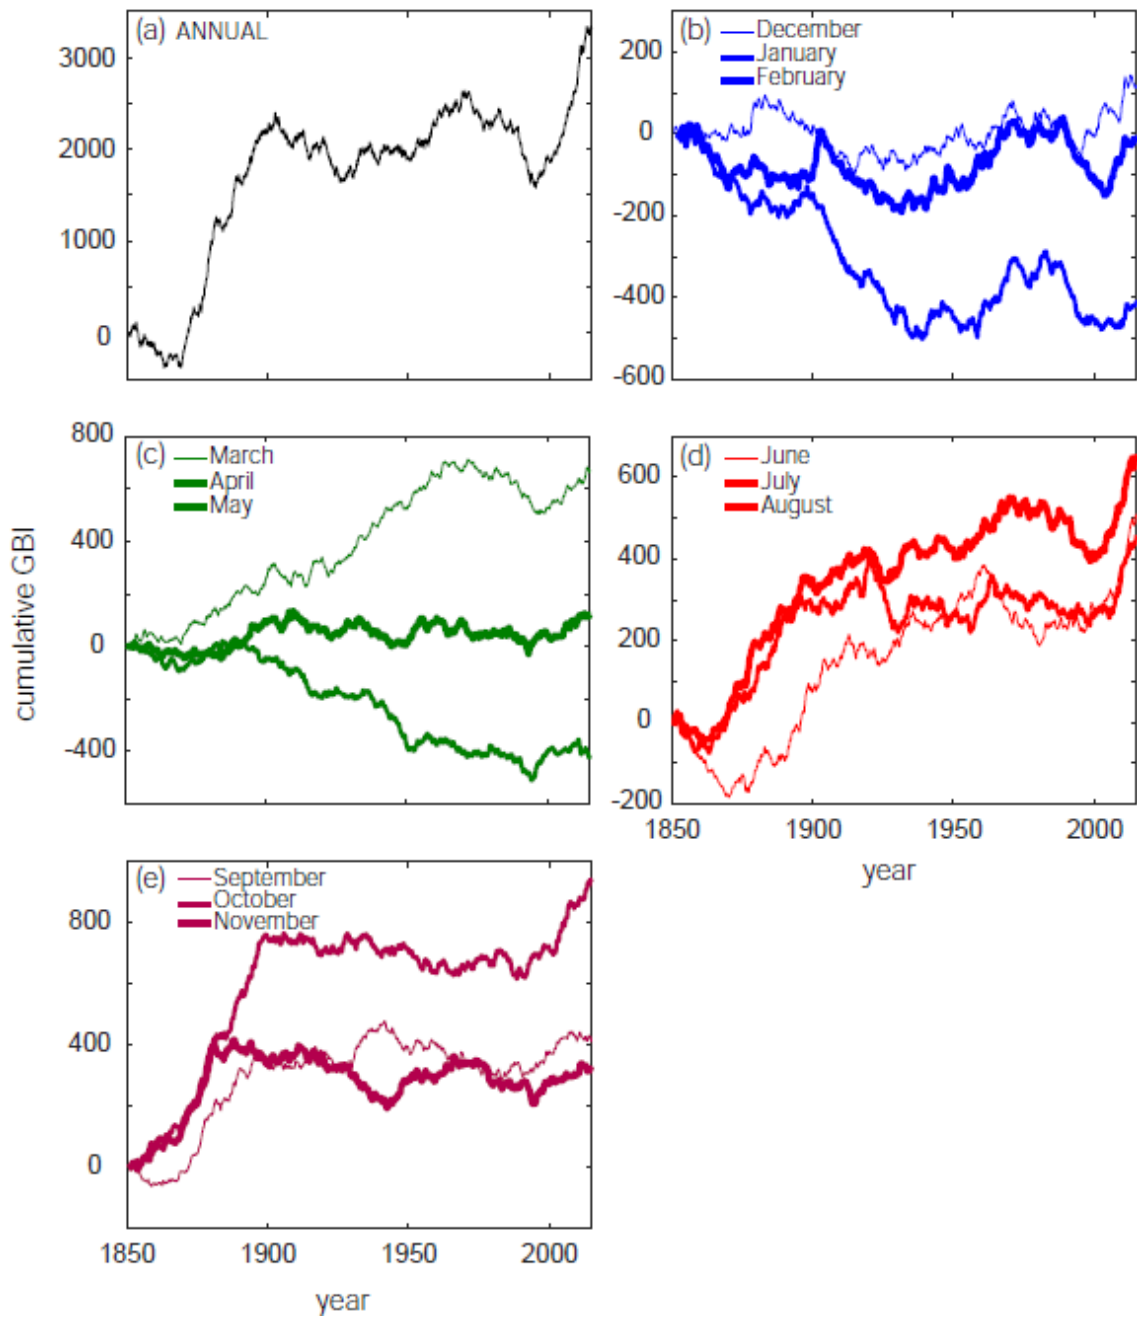 (a) ANNUAL
3000
2000
1000
0
(b)
December
January
February
200
0
-200
-400
-600
cumulative GBI
(c)
March
April
May
800
400
0
-400
(d)
June
July
August
600
400
200
0
-200
1850
1900
1950
2000
year
(e)
September
October
November
800
400
0
1850
1900
1950
2000
year